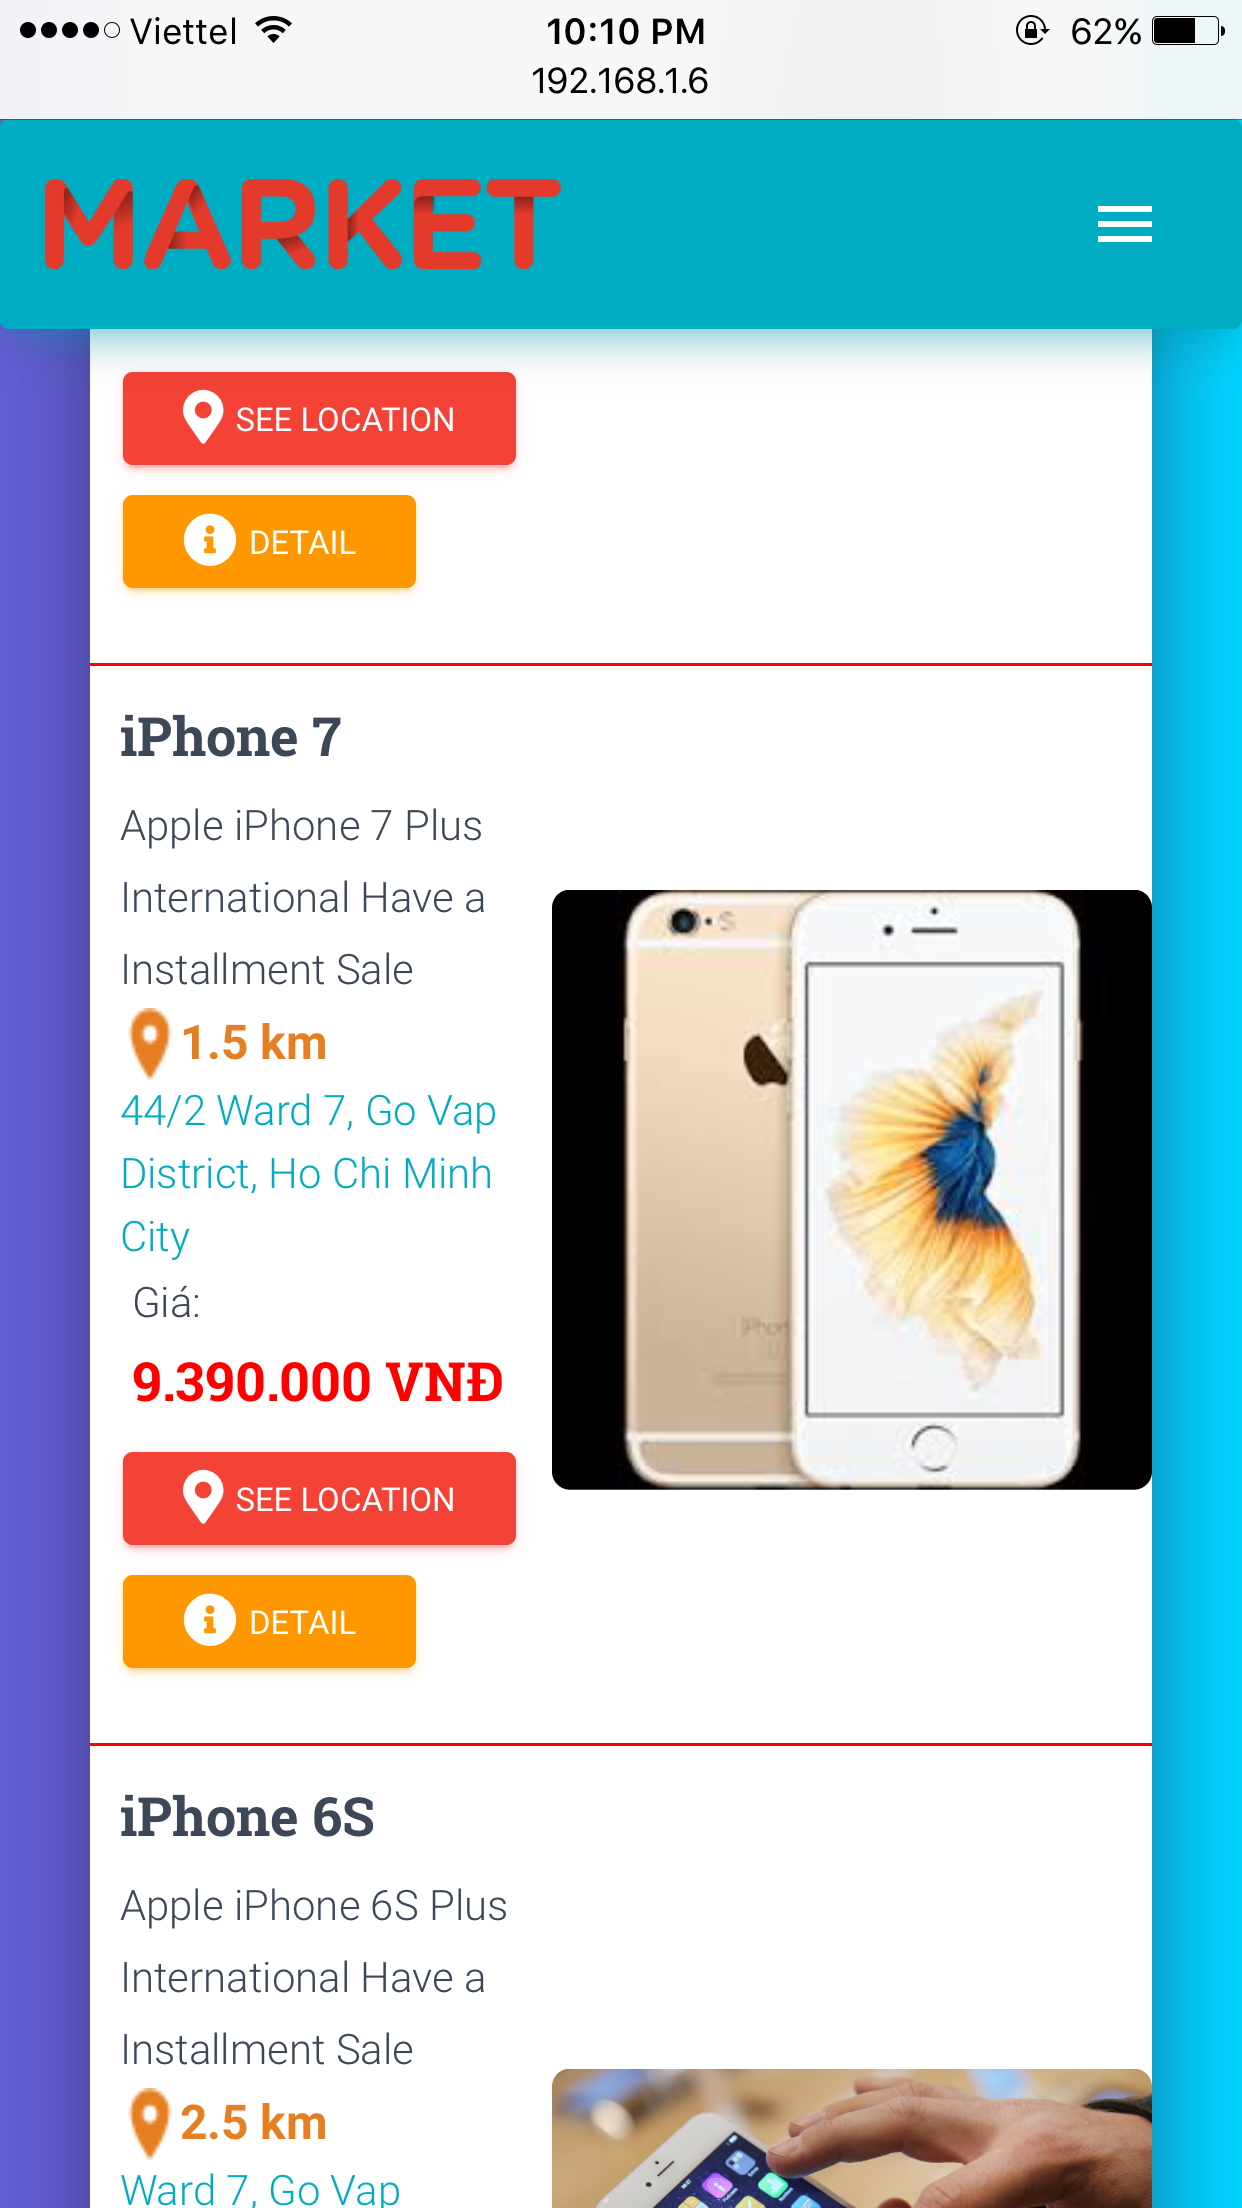 Viettel 10:10 PM 62%
192.168.1.6
MARKET
SEE LOCATION
DETAIL
iPhone 7
Apple iPhone 7 Plus
International Have a
Installment Sale
1.5 km
44/2 Ward 7, Go Vap
District, Ho Chi Minh
City
Giá:
9.390.000 VNĐ
SEE LOCATION
DETAIL
iPhone 6S
Apple iPhone 6S Plus
International Have a
Installment Sale
2.5 km
Ward 7, Go Vap